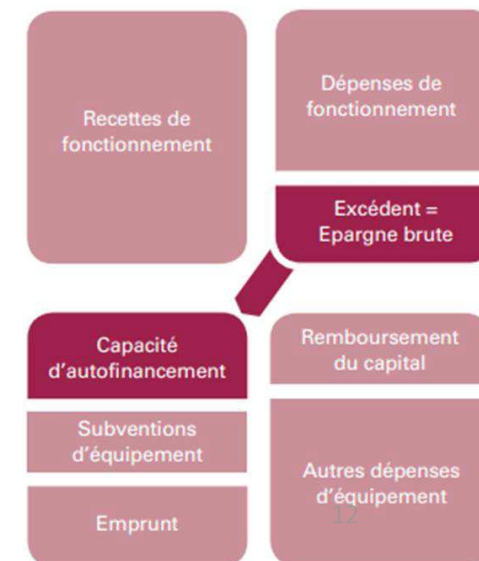 Recettes de
fonctionnement
Dépenses de
fonctionnement
Excédent =
Epargne brute
Capacité
d'autofinancement
Subventions
d'équipement
Emprunt
Remboursement
du capital
Autres dépenses
d'équipement
12